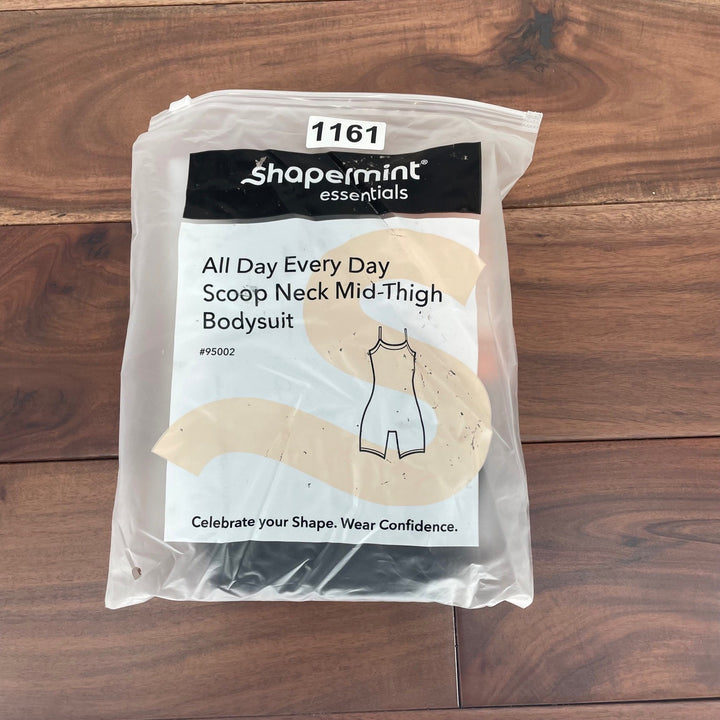 1161
Shapermint®
essentials
All Day Every Day
Scoop Neck Mid-Thigh
Bodysuit
#95002
Celebrate your Shape. Wear Confidence.